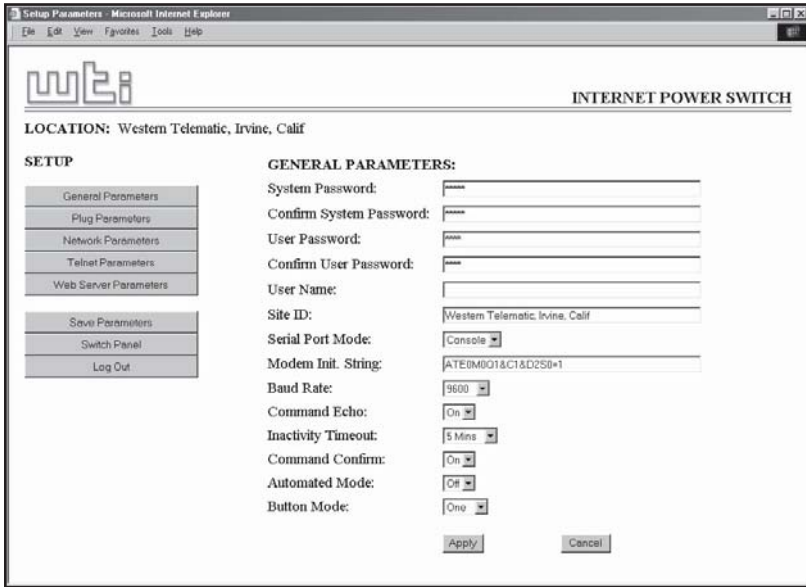 Setup Parameters - Microsoft Internet Explorer
File Edit View Favorites Tools Help
wti
INTERNET POWER SWITCH
LOCATION: Western Telematic, Irvine, Calif
SETUP
General Parameters
Plug Parameters
Network Parameters
Telnet Parameters
Web Server Parameters
Save Parameters
Switch Panel
Log Out
GENERAL PARAMETERS:
System Password: *****
Confirm System Password: *****
User Password: ****
Confirm User Password: ****
User Name:
Site ID: Western Telematic, Irvine, Calif
Serial Port Mode: Console
Modem Init. String: ATE0M0Q1&C1&D2S0=1
Baud Rate: 9600
Command Echo: On
Inactivity Timeout: 5 Mins
Command Confirm: On
Automated Mode: Off
Button Mode: One
Apply Cancel